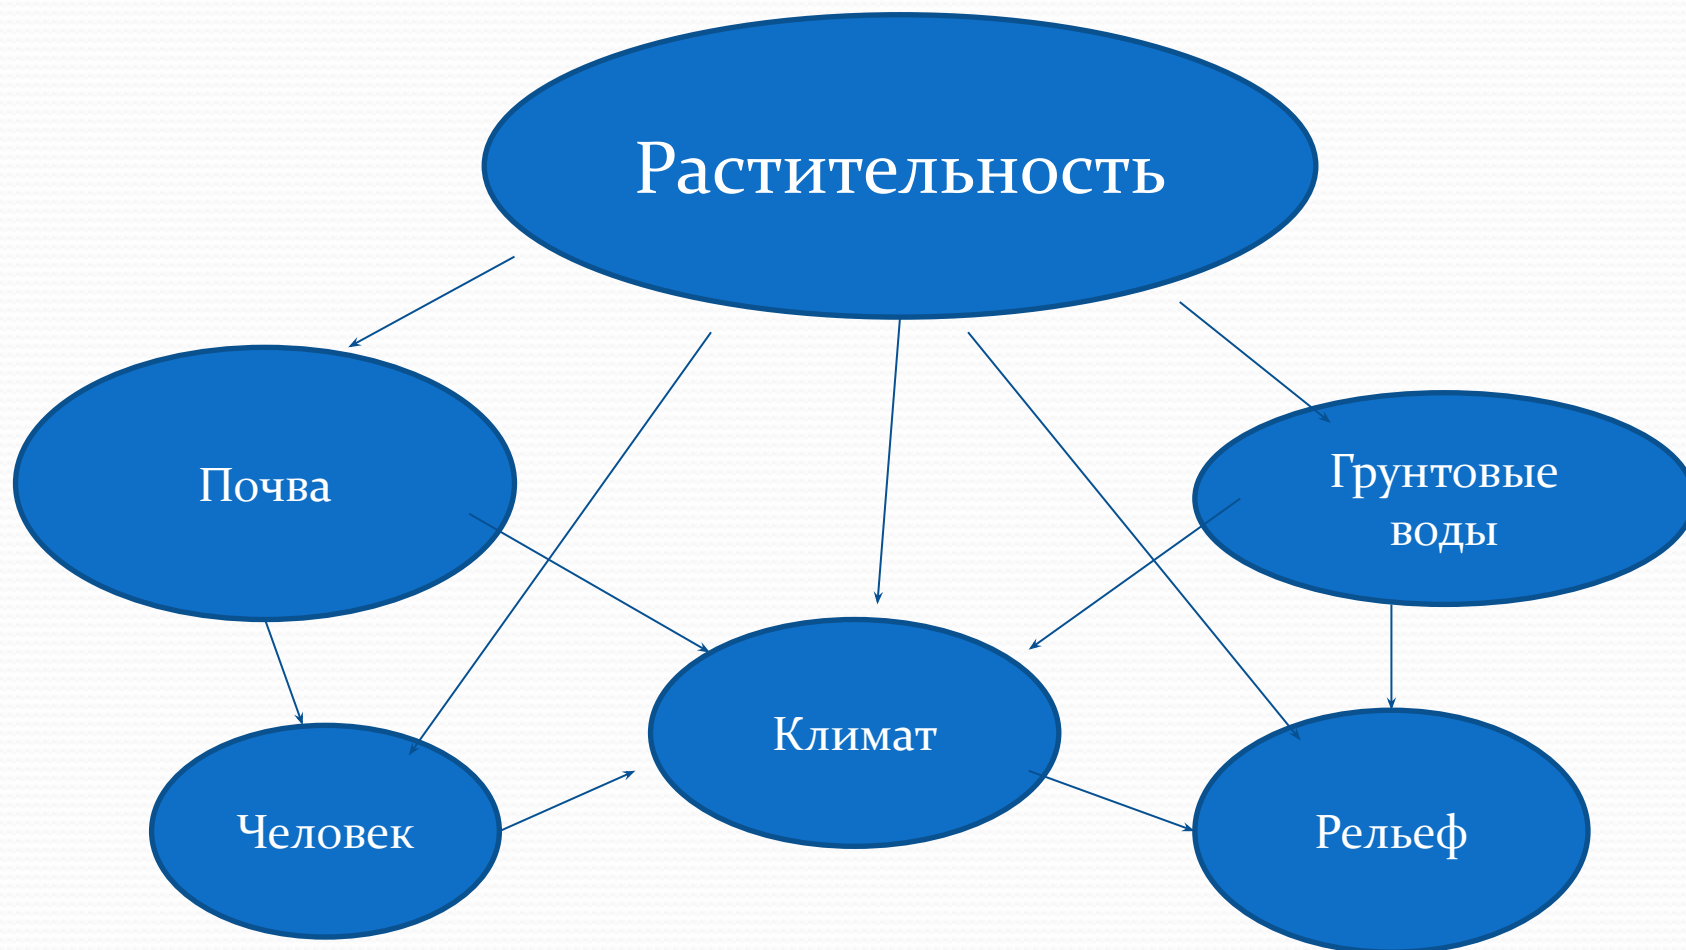 Растительность
Почва
Грунтовые
воды
Климат
Человек
Рельеф